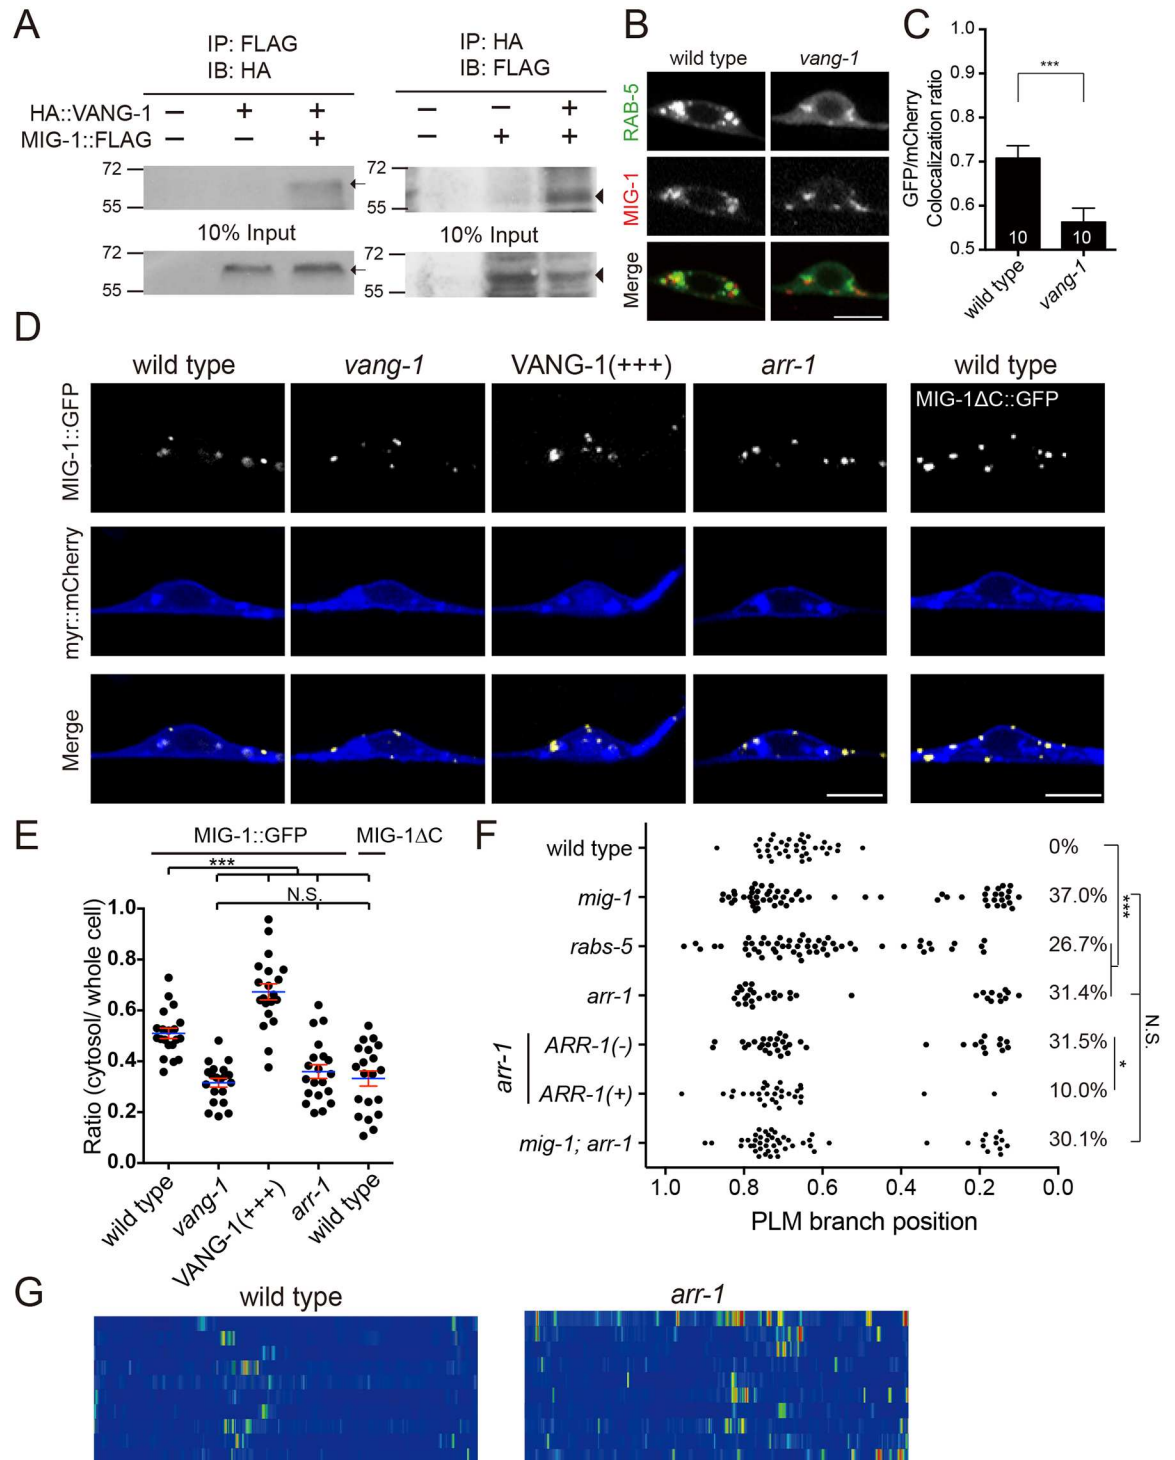 A
IP: FLAG
IB: HA
IP: HA
IB: FLAG
HA::VANG-1 – + + – – +
MIG-1::FLAG – – + – + +
72
55
72
55
10% Input
10% Input
72
55
72
55
B
wild type
vang-1
RAB-5
MIG-1
Merge
C
GFP/mCherry
Colocalization ratio
1.0
0.9
0.8
0.7
0.6
0.5
***
10
10
wild type
vang-1
D
wild type
vang-1
VANG-1(+++)
arr-1
wild type
MIG-1::GFP
MIG-1ΔC::GFP
myr::mCherry
Merge
E
MIG-1::GFP
MIG-1ΔC
***
N.S.
Ratio (cytosol/ whole cell)
1.0
0.8
0.6
0.4
0.2
0.0
wild type
vang-1
VANG-1(+++)
arr-1
wild type
F
wild type 0%
mig-1 37.0%
rabs-5 26.7%
arr-1 31.4%
arr-1
ARR-1(-) 31.5%
ARR-1(+) 10.0%
mig-1; arr-1 30.1%
***
*
N.S.
1.0 0.8 0.6 0.4 0.2 0.0
PLM branch position
G
wild type
arr-1